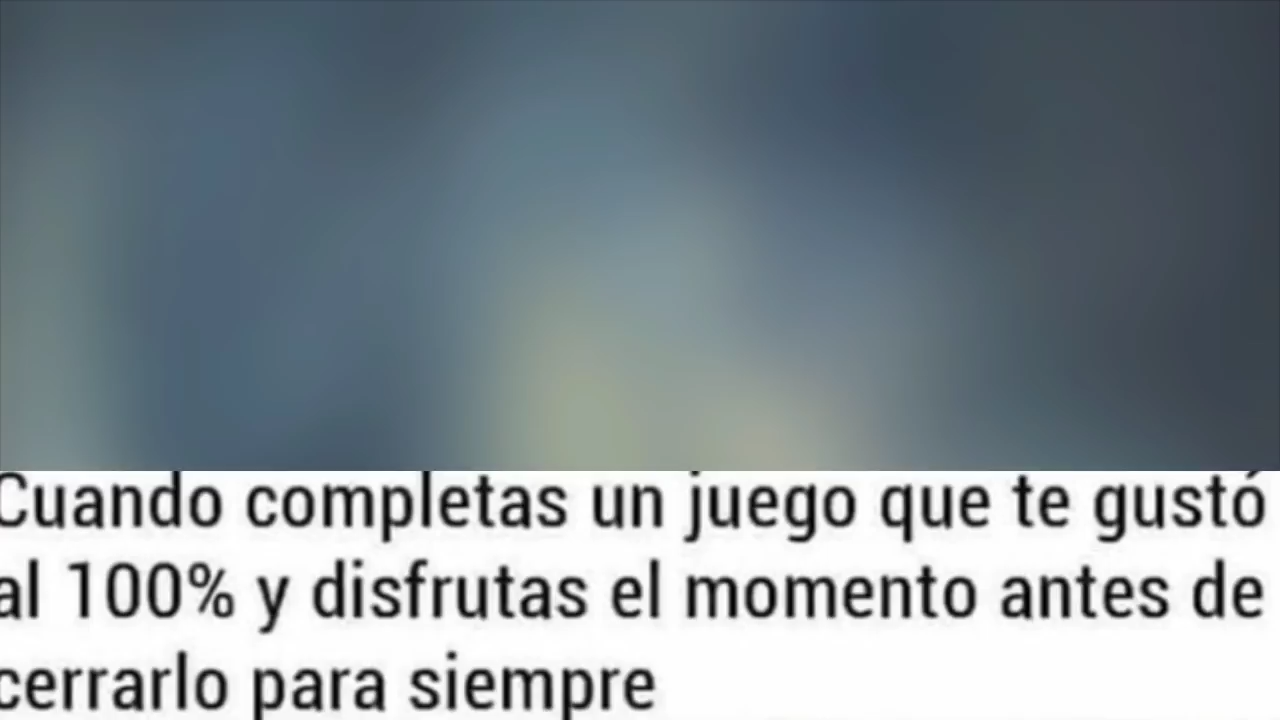 Cuando completas un juego que te gustó
al 100% y disfrutas el momento antes de
cerrarlo para siempre